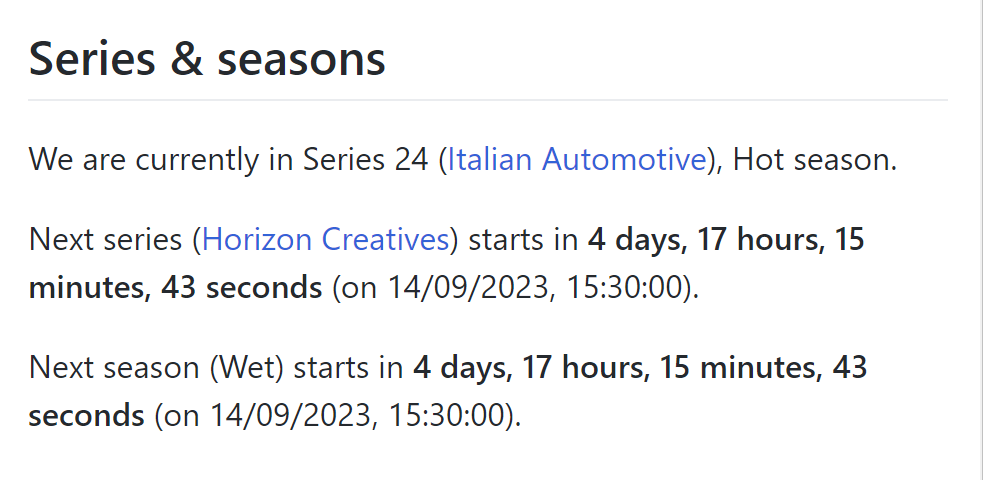 Series & seasons
We are currently in Series 24 (Italian Automotive), Hot season.
Next series (Horizon Creatives) starts in 4 days, 17 hours, 15
minutes, 43 seconds (on 14/09/2023, 15:30:00).
Next season (Wet) starts in 4 days, 17 hours, 15 minutes, 43
seconds (on 14/09/2023, 15:30:00).